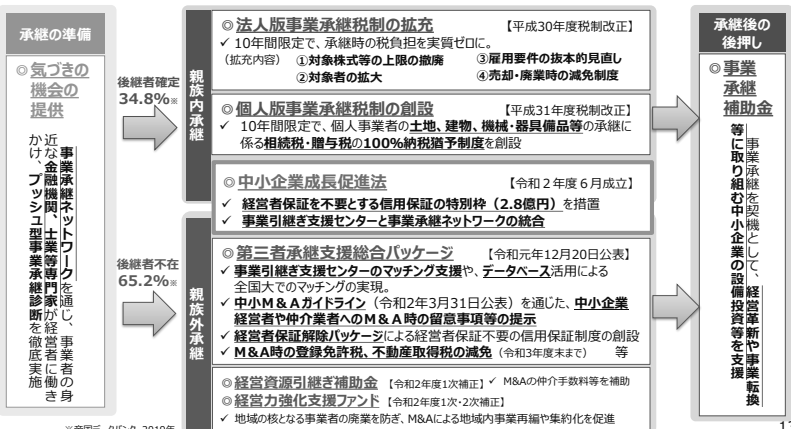 承継の準備
◎気づきの
機会の
提供
事業承継ネットワークを通じ、事業者の身
近な金融機関、士業等専門家が経営者に働き
かけ、プッシュ型事業承継診断を徹底実施
後継者確定
34.8%※
後継者不在
65.2%※
親族内承継
◎法人版事業承継税制の拡充 【平成30年度税制改正】
✓ 10年間限定で、承継時の税負担を実質ゼロに。
(拡充内容) ①対象株式等の上限の撤廃 ③雇用要件の抜本的見直し
②対象者の拡大 ④売却・廃業時の減免制度
◎個人版事業承継税制の創設 【平成31年度税制改正】
✓ 10年間限定で、個人事業者の土地、建物、機械・器具備品等の承継に
係る相続税・贈与税の100%納税猶予制度を創設
◎中小企業成長促進法 【令和2年度6月成立】
✓ 経営者保証を不要とする信用保証の特別枠(2.8億円)を措置
✓ 事業引継ぎ支援センターと事業承継ネットワークの統合
親族外承継
◎第三者承継支援総合パッケージ 【令和元年12月20日公表】
✓ 事業引継ぎ支援センターのマッチング支援や、データベース活用による
全国大でのマッチングの実現。
✓ 中小M&Aガイドライン(令和2年3月31日公表)を通じた、中小企業
経営者や仲介業者へのM&A時の留意事項等の提示
✓ 経営者保証解除パッケージによる経営者保証不要の信用保証制度の創設
✓ M&A時の登録免許税、不動産取得税の減免(令和3年度末まで) 等
◎経営資源引継ぎ補助金 【令和2年度1次補正】✓ M&Aの仲介手数料等を補助
◎経営力強化支援ファンド【令和2年度1次・2次補正】
✓ 地域の核となる事業者の廃業を防ぎ、M&Aによる地域内事業再編や集約化を促進
承継後の
後押し
◎事業
承継
補助金
事業承継を契機として、経営革新や事業転換
等に取り組む中小企業の設備投資等を支援